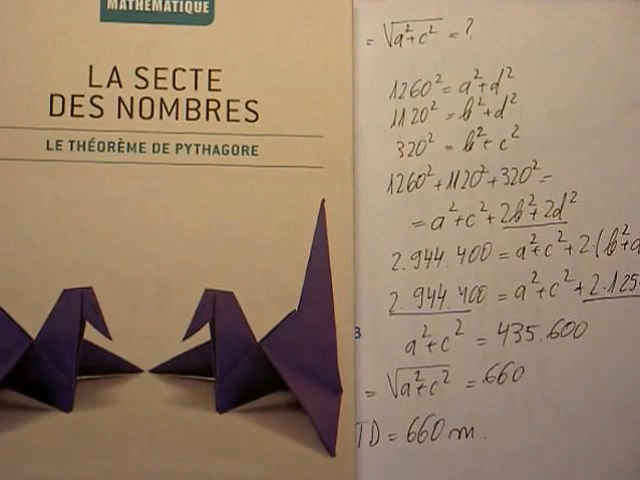 MATHÉMATIQUE
LA SECTE
DES NOMBRES
LE THÉORÈME DE PYTHAGORE
= √a²+c² = ?
1260² = a²+d²
1120² = b²+d²
320² = b²+c²
1260²+1120²+320² =
= a²+c²+2b²+2d²
2.944.400 = a²+c²+2.(b²+d
2.944.400 = a²+c²+2.125
3
a²+c² = 435.600
= √a²+c² = 660
TD = 660 m.